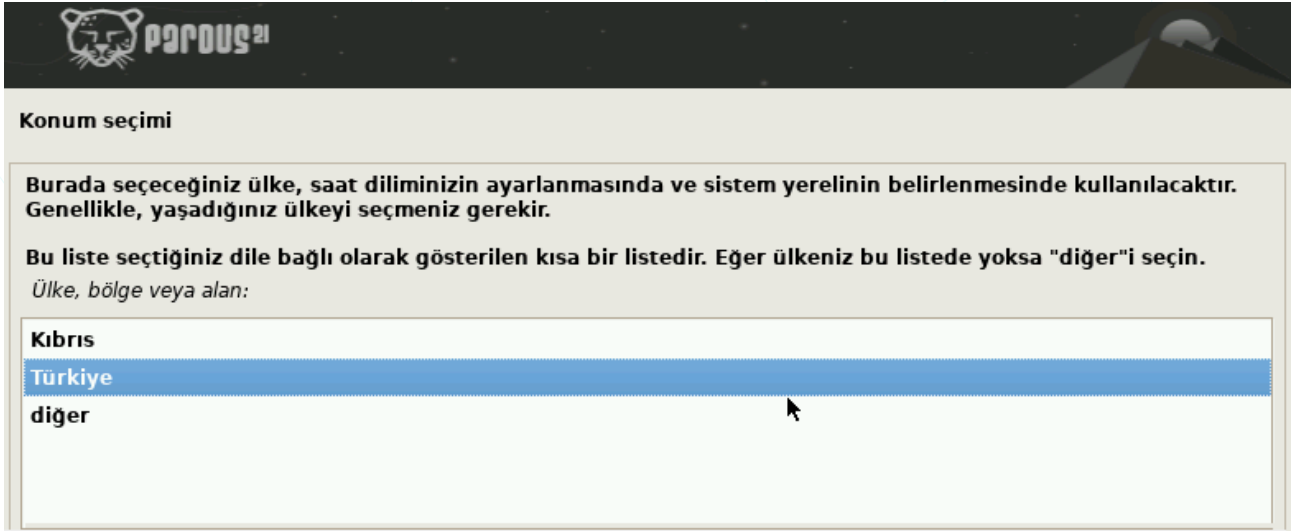 pardus 21
Konum seçimi
Burada seçeceğiniz ülke, saat diliminizin ayarlanmasında ve sistem yerelinin belirlenmesinde kullanılacaktır.
Genellikle, yaşadığınız ülkeyi seçmeniz gerekir.
Bu liste seçtiğiniz dile bağlı olarak gösterilen kısa bir listedir. Eğer ülkeniz bu listede yoksa "diğer"i seçin.
Ülke, bölge veya alan:
Kıbrıs
Türkiye
diğer